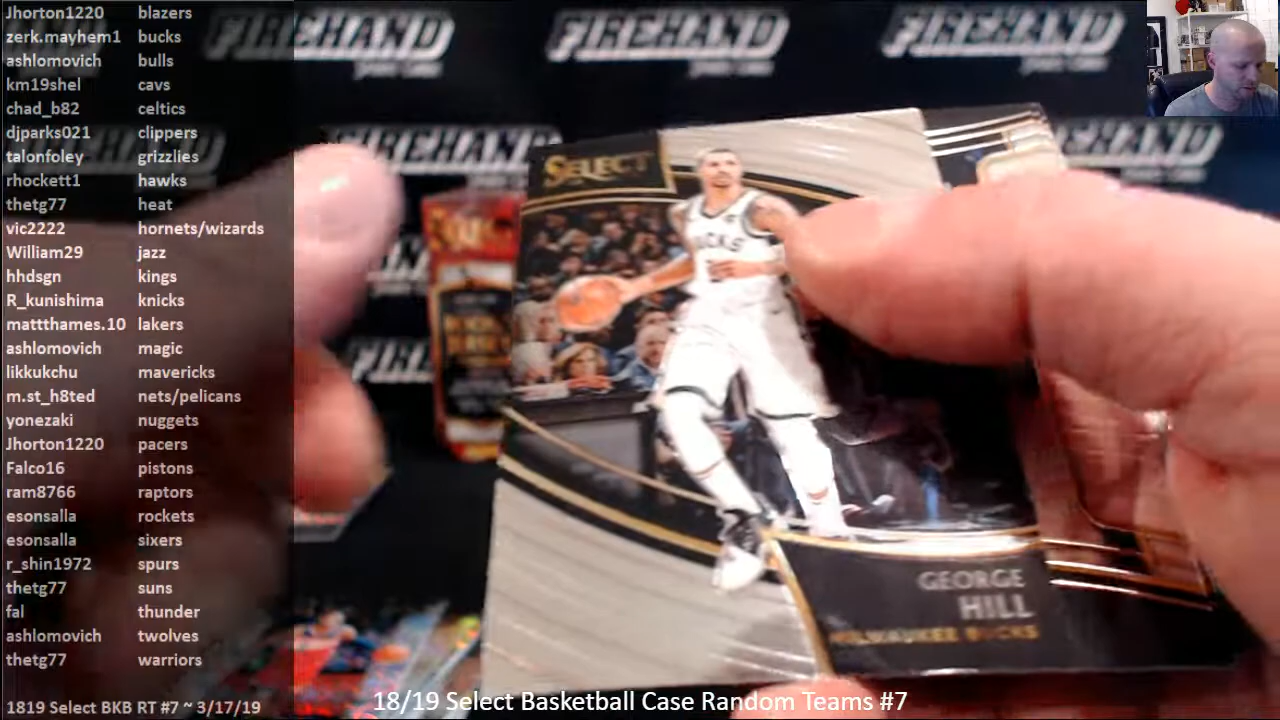 Jhorton1220 blazers
zerk.mayhem1 bucks
ashlomovich bulls
km19shel cavs
chad_b82 celtics
djparks021 clippers
talonfoley grizzlies
rhockett1 hawks
thetg77 heat
vic2222 hornets/wizards
William29 jazz
hhdsgn kings
R_kunishima knicks
mattthames.10 lakers
ashlomovich magic
likkukchu mavericks
m.st_h8ted nets/pelicans
yonezaki nuggets
Jhorton1220 pacers
Falco16 pistons
ram8766 raptors
esonsalla rockets
esonsalla sixers
r_shin1972 spurs
thetg77 suns
fal thunder
ashlomovich twolves
thetg77 warriors
1819 Select BKB RT #7 ~ 3/17/19
FIREHAND
FIREHAND
FIREHAND
SELECT
BUCKS
GEORGE
HILL
MILWAUKEE BUCKS
18/19 Select Basketball Case Random Teams #7